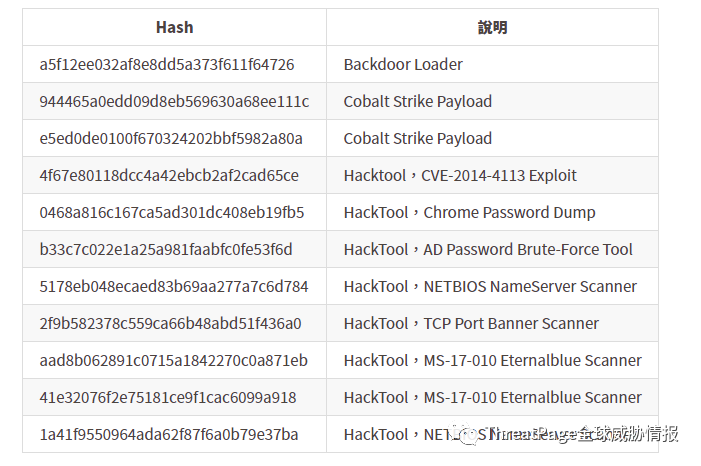 Hash 說明
a5f12ee032af8e8dd5a373f611f64726 Backdoor Loader
944465a0edd09d8eb569630a68ee111c Cobalt Strike Payload
e5ed0de0100f670324202bbf5982a80a Cobalt Strike Payload
4f67e80118dcc4a42ebcb2af2cad65ce Hacktool，CVE-2014-4113 Exploit
0468a816c167ca5ad301dc408eb19fb5 HackTool，Chrome Password Dump
b33c7c022e1a25a981faabfc0fe53f6d HackTool，AD Password Brute-Force Tool
5178eb048ecaed83b69aa277a7c6d784 HackTool，NETBIOS NameServer Scanner
2f9b582378c559ca66b48abd51f436a0 HackTool，TCP Port Banner Scanner
aad8b062891c0715a1842270c0a871eb HackTool，MS-17-010 Eternalblue Scanner
41e32076f2e75181ce9f1cac6099a918 HackTool，MS-17-010 Eternalblue Scanner
1a41f9550964ada62f87f6a0b79e37ba HackTool，
ThreatPage全球威胁情报